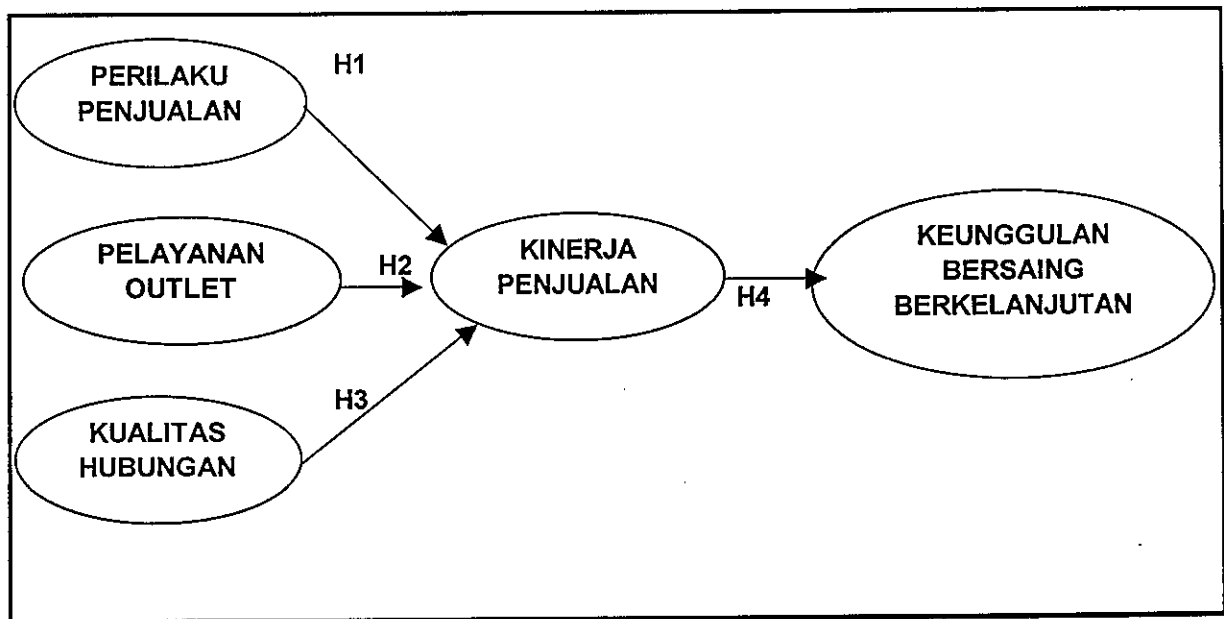 PERILAKU
PENJUALAN
H1
PELAYANAN
OUTLET
H2
KUALITAS
HUBUNGAN
H3
KINERJA
PENJUALAN
H4
KEUNGGULAN
BERSAING
BERKELANJUTAN